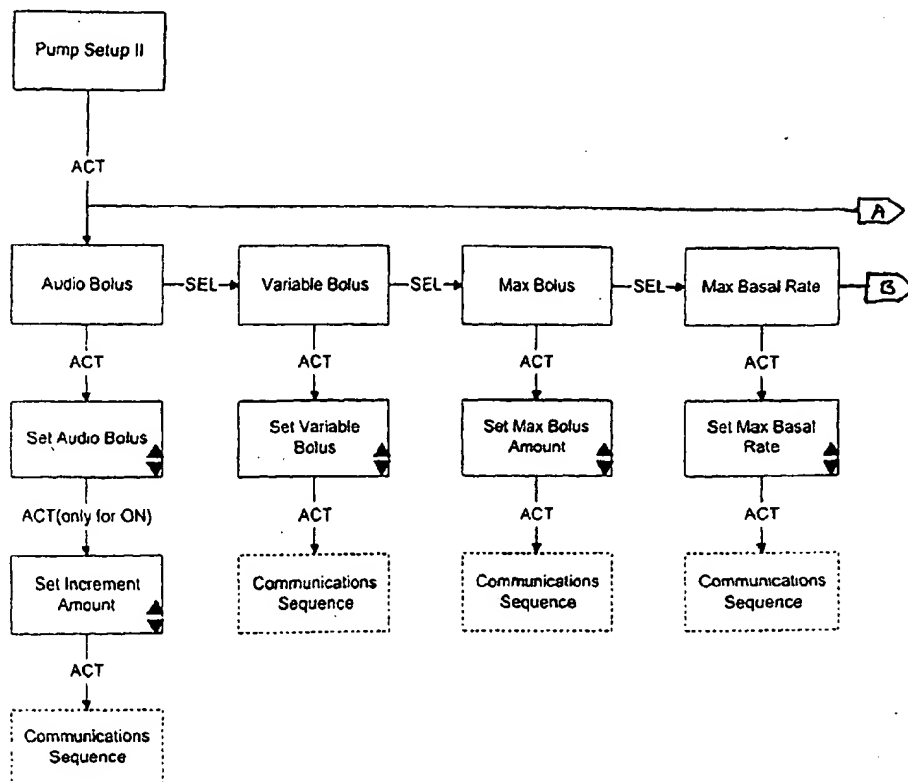 Pump Setup II
ACT
A
Audio Bolus
SEL
Variable Bolus
SEL
Max Bolus
SEL
Max Basal Rate
B
ACT
ACT
ACT
ACT
Set Audio Bolus
Set Variable
Bolus
Set Max Bolus
Amount
Set Max Basal
Rate
ACT(only for ON)
ACT
ACT
ACT
Set Increment
Amount
Communications
Sequence
Communications
Sequence
Communications
Sequence
ACT
Communications
Sequence